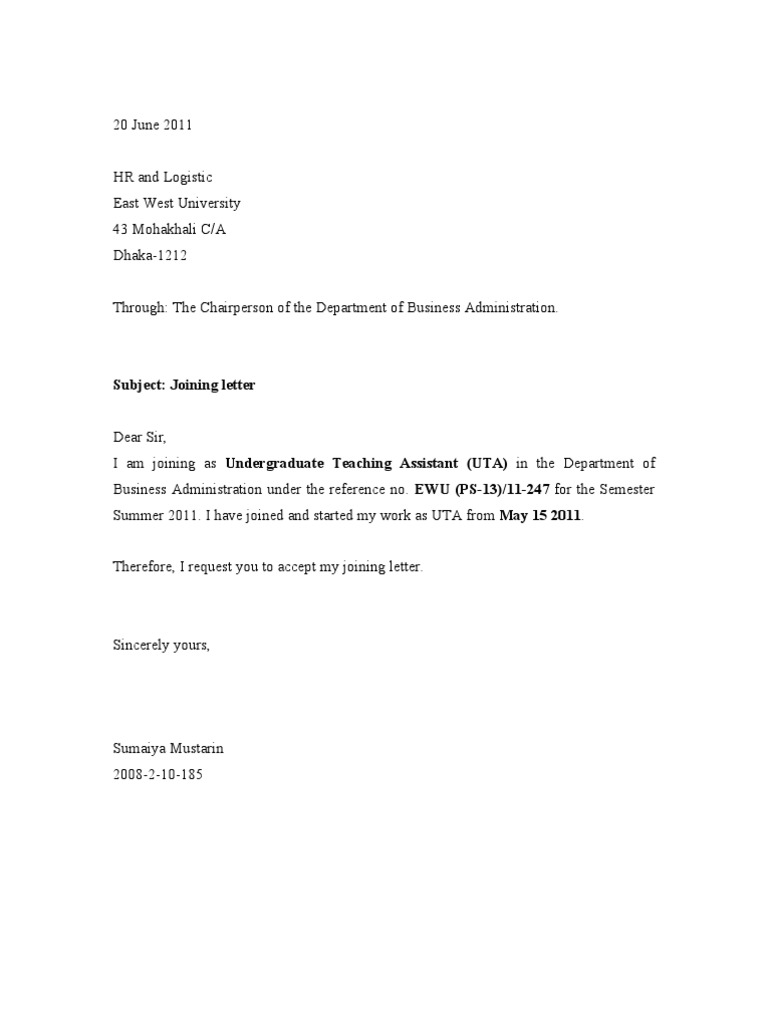 20 June 2011
HR and Logistic
East West University
43 Mohakhali C/A
Dhaka-1212
Through: The Chairperson of the Department of Business Administration.
Subject: Joining letter
Dear Sir,
I am joining as Undergraduate Teaching Assistant (UTA) in the Department of
Business Administration under the reference no. EWU (PS-13)/11-247 for the Semester
Summer 2011. I have joined and started my work as UTA from May 15 2011.
Therefore, I request you to accept my joining letter.
Sincerely yours,
Sumaiya Mustarin
2008-2-10-185